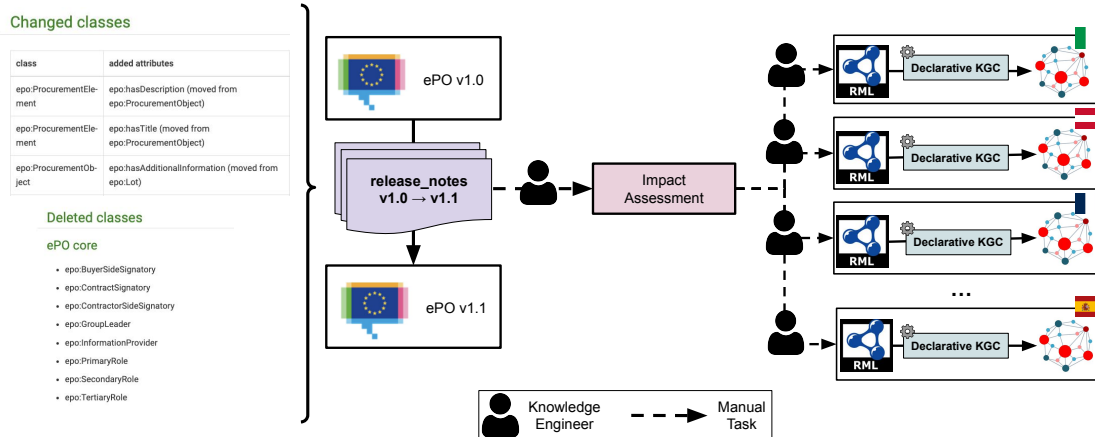 Changed classes
class added attributes
epo:ProcurementEle- epo:hasDescription (moved from
ment epo:ProcurementObject)
epo:ProcurementEle- epo:hasTitle (moved from
ment epo:ProcurementObject)
epo:ProcurementOb- epo:hasAdditionalInformation (moved from
ject epo:Lot)
Deleted classes
ePO core
• epo:BuyerSideSignatory
• epo:ContractSignatory
• epo:ContractorSideSignatory
• epo:GroupLeader
• epo:InformationProvider
• epo:PrimaryRole
• epo:SecondaryRole
• epo:TertiaryRole
ePO v1.0
release_notes
v1.0 → v1.1
ePO v1.1
Impact
Assessment
RML
Declarative KGC
RML
Declarative KGC
RML
Declarative KGC
...
RML
Declarative KGC
Knowledge
Engineer
Manual
Task